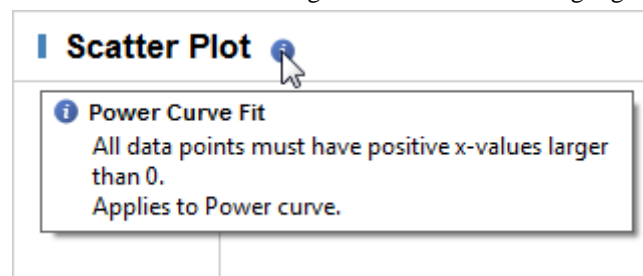 Scatter Plot
Power Curve Fit
All data points must have positive x-values larger
than 0.
Applies to Power curve.